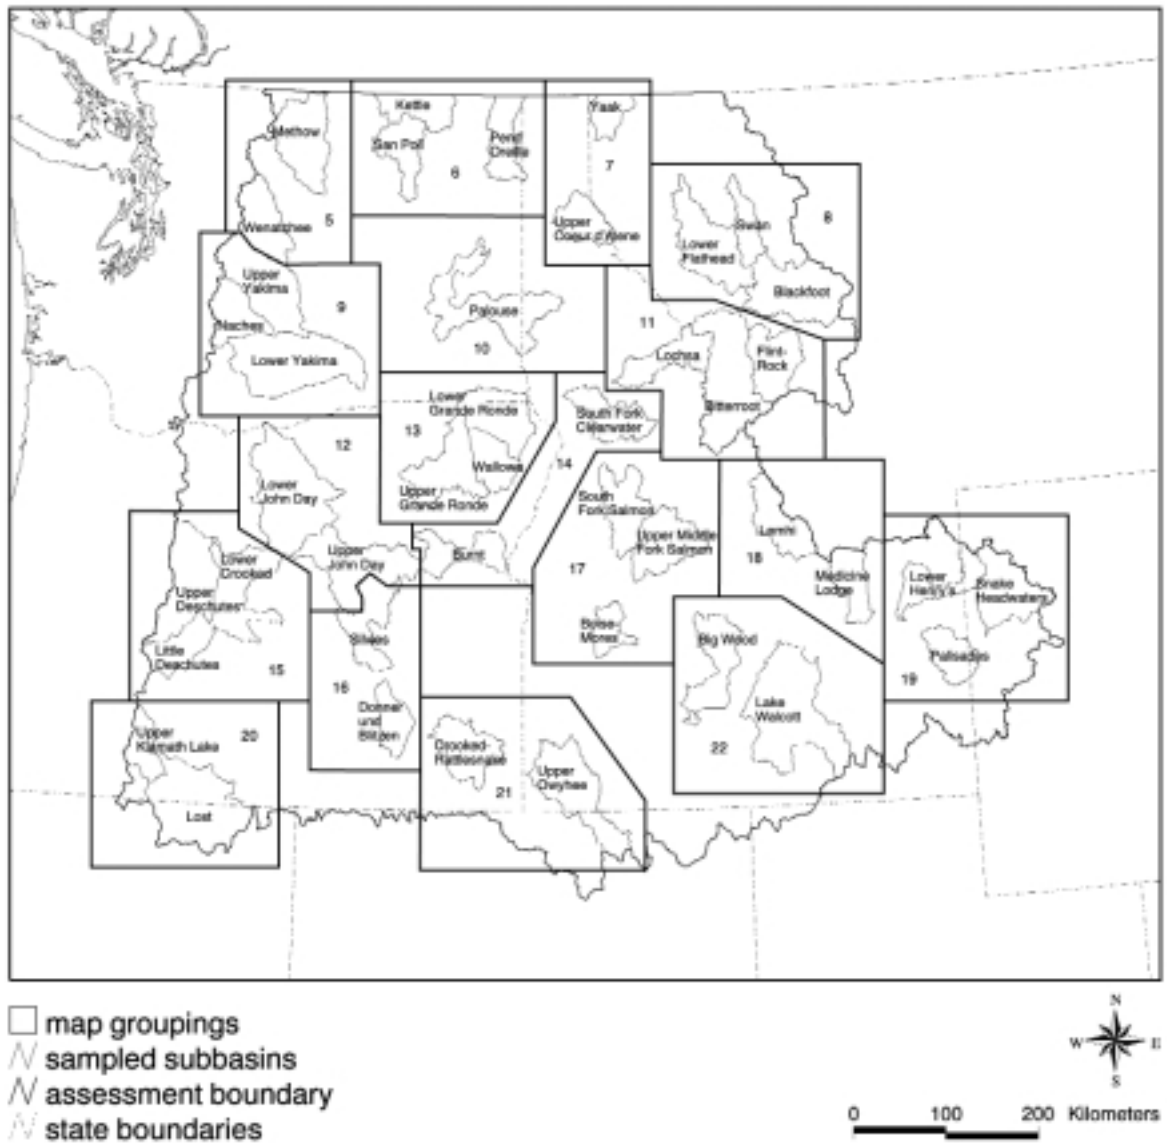 Kettle
Yaak
Methow
San Poil
Pend
Oreille
6
7
5
Wenatchee
Upper
Coeur d'Alene
Swan
8
Lower
Flathead
Blackfoot
Upper
Yakima
9
Naches
Lower Yakima
Palouse
10
11
Lochsa
Flint-
Rock
Bitterroot
Lower
Grande Ronde
13
Wallowa
Upper
Grande Ronde
South Fork
Clearwater
14
12
Lower
John Day
Upper
John Day
Burnt
South
Fork Salmon
Upper Middle
Fork Salmon
17
Boise-
Mores
18
Lemhi
Medicine
Lodge
Lower
Henry's
Snake
Headwaters
Palisades
19
Lower
Crooked
Upper
Deschutes
Little
Deschutes
15
Silvies
16
Donner
und
Blitzen
Big Wood
Lake
Walcott
22
Upper
Klamath Lake
20
Lost
Crooked-
Rattlesnake
21
Upper
Owyhee
map groupings
sampled subbasins
assessment boundary
state boundaries
N
W
E
S
0 100 200 Kilometers